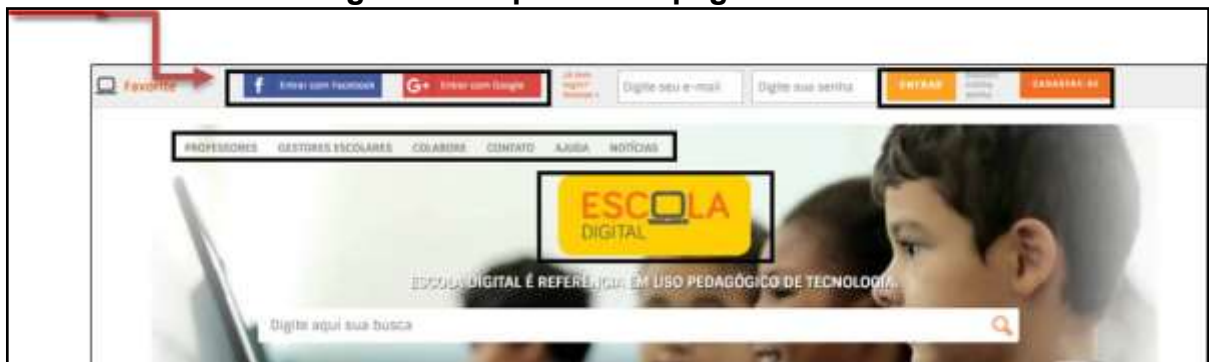 Favorite
Entrar com Facebook
G+ Entrar com Google
Digite seu e-mail
Digite sua senha
ENTRAR
CADASTRE-SE
PROFESSORES GESTORES ESCOLARES COLABORE CONTATO AJUDA NOTÍCIAS
ESCOLA
DIGITAL
ESCOLA DIGITAL É REFERÊNCIA EM USO PEDAGÓGICO DE TECNOLOGIA.
Digite aqui sua busca